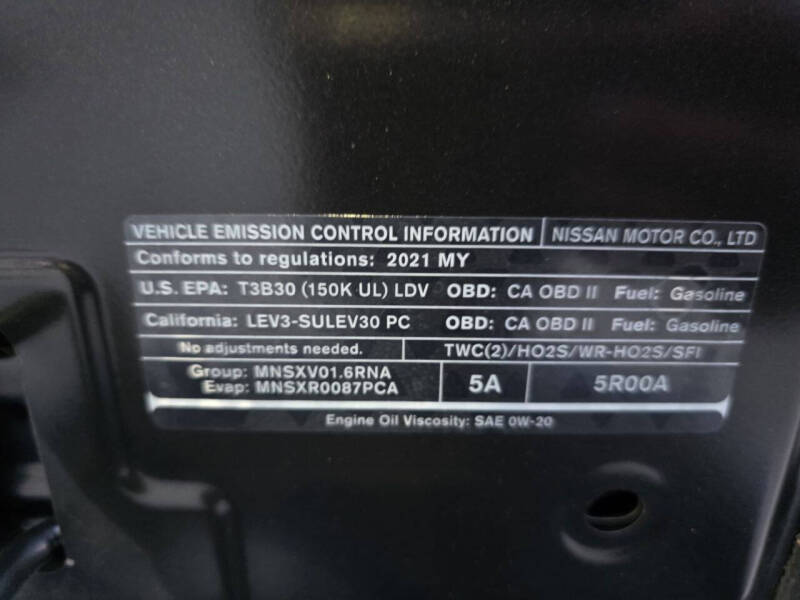 VEHICLE EMISSION CONTROL INFORMATION NISSAN MOTOR CO., LTD
Conforms to regulations: 2021 MY
U.S. EPA: T3B30 (150K UL) LDV OBD: CA OBD II Fuel: Gasoline
California: LEV3-SULEV30 PC OBD: CA OBD II Fuel: Gasoline
No adjustments needed. TWC(2)/HO2S/WR-HO2S/SFI
Group: MNSXV01.6RNA
Evap: MNSXR0087PCA 5A 5R00A
Engine Oil Viscosity: SAE 0W-20